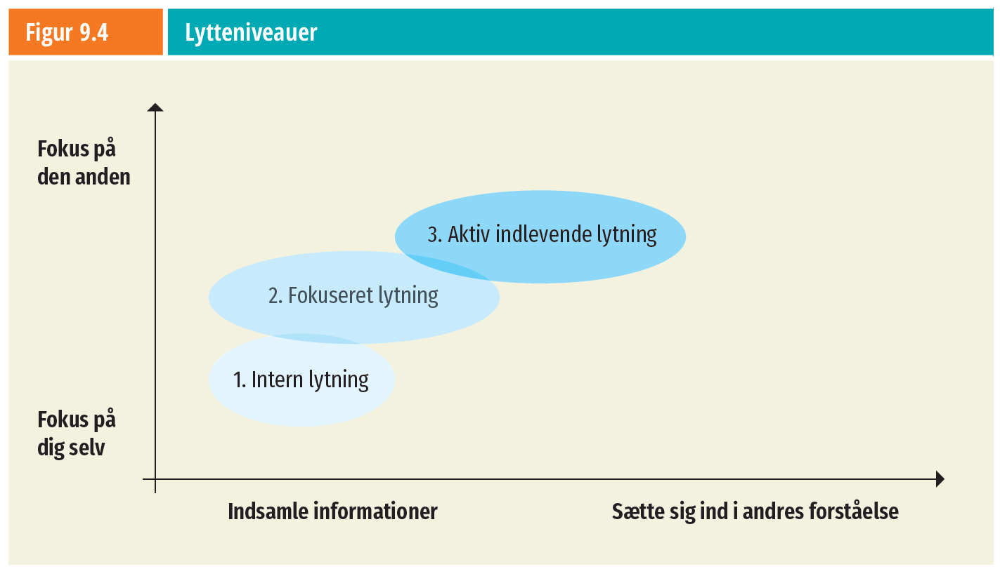 Figur 9.4
Lytteniveauer
Fokus på
den anden
3. Aktiv indlevende lytning
2. Fokuseret lytning
1. Intern lytning
Fokus på
dig selv
Indsamle informationer
Sætte sig ind i andres forståelse